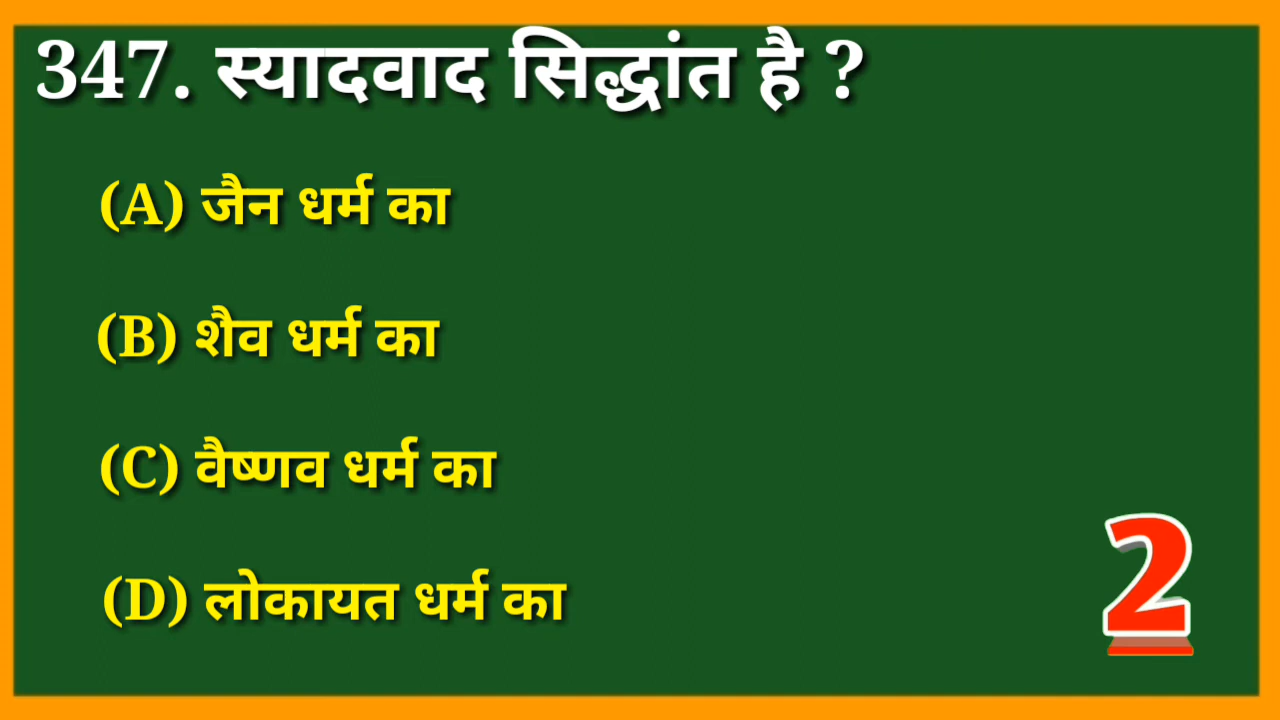 347. स्यादवाद सिद्धांत है ?
(A) जैन धर्म का
(B) शैव धर्म का
(C) वैष्णव धर्म का
(D) लोकायत धर्म का
2